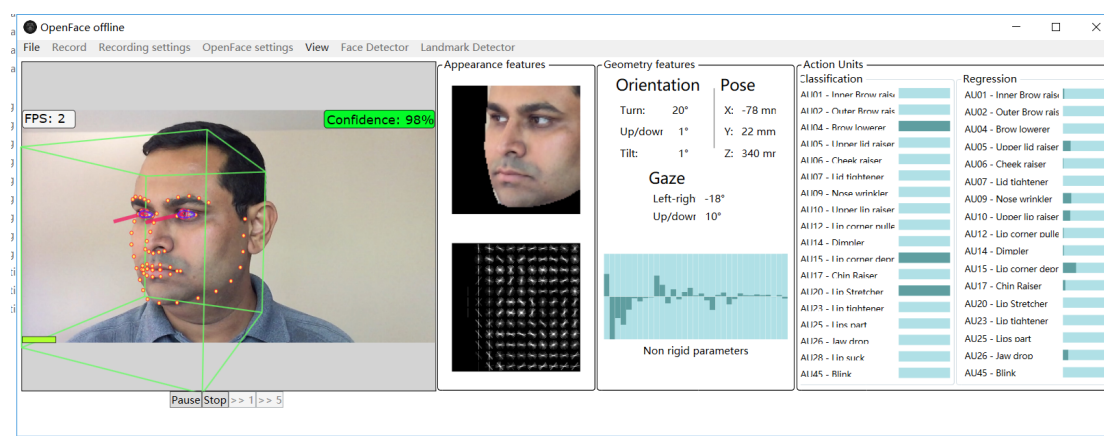 OpenFace offline
File Record Recording settings OpenFace settings View Face Detector Landmark Detector
FPS: 2
Confidence: 98%
Pause Stop >> 1 >> 5
Appearance features
Geometry features
Orientation
Turn: 20°
Up/down 1°
Tilt: 1°
Pose
X: -78 mm
Y: 22 mm
Z: 340 mr
Gaze
Left-righ -18°
Up/down 10°
Non rigid parameters
Action Units
Classification
AU01 - Inner Brow raise
AU02 - Outer Brow rais
AU04 - Brow lowerer
AU05 - Upper lid raiser
AU06 - Cheek raiser
AU07 - Lid tightener
AU09 - Nose wrinkler
AU10 - Upper lip raiser
AU12 - Lip corner pulle
AU14 - Dimpler
AU15 - Lip corner depr
AU17 - Chin Raiser
AU20 - Lip Stretcher
AU23 - Lip tightener
AU25 - Lips part
AU26 - Jaw drop
AU28 - Lip suck
AU45 - Blink
Regression
AU01 - Inner Brow raise
AU02 - Outer Brow rais
AU04 - Brow lowerer
AU05 - Upper lid raiser
AU06 - Cheek raiser
AU07 - Lid tightener
AU09 - Nose wrinkler
AU10 - Upper lip raiser
AU12 - Lip corner pulle
AU14 - Dimpler
AU15 - Lip corner depr
AU17 - Chin Raiser
AU20 - Lip Stretcher
AU23 - Lip tightener
AU25 - Lips part
AU26 - Jaw drop
AU45 - Blink